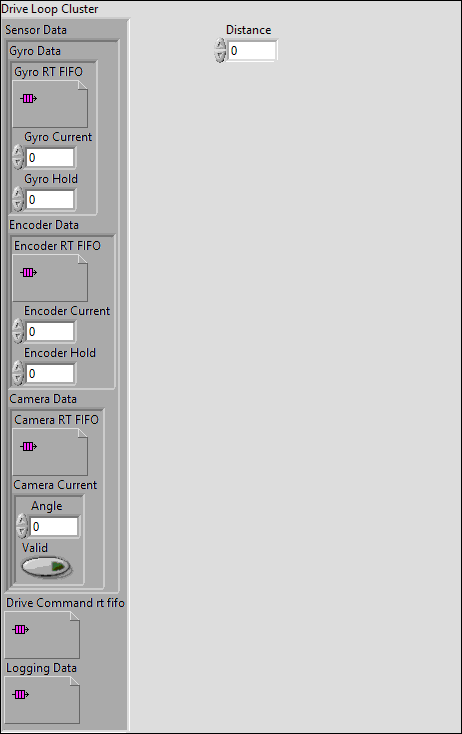 Drive Loop Cluster
Sensor Data
Distance
0
Gyro Data
Gyro RT FIFO
Gyro Current
0
Gyro Hold
0
Encoder Data
Encoder RT FIFO
Encoder Current
0
Encoder Hold
0
Camera Data
Camera RT FIFO
Camera Current
Angle
0
Valid
Drive Command rt fifo
Logging Data